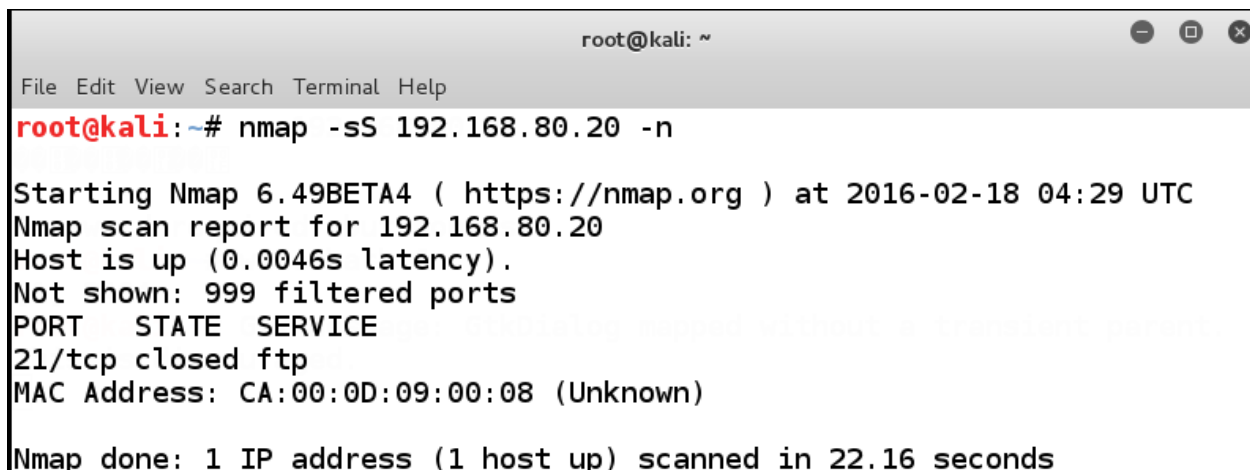 root@kali: ~
File Edit View Search Terminal Help
root@kali:~# nmap -sS 192.168.80.20 -n
Starting Nmap 6.49BETA4 ( https://nmap.org ) at 2016-02-18 04:29 UTC
Nmap scan report for 192.168.80.20
Host is up (0.0046s latency).
Not shown: 999 filtered ports
PORT   STATE  SERVICE
21/tcp closed ftp
MAC Address: CA:00:0D:09:00:08 (Unknown)
Nmap done: 1 IP address (1 host up) scanned in 22.16 seconds